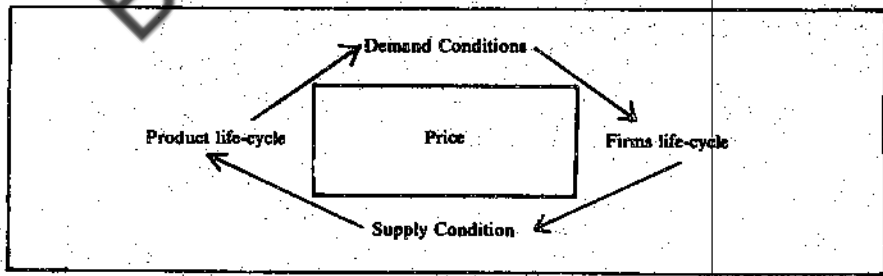 Demand Conditions
Product life-cycle
Price
Firms life-cycle
Supply Condition